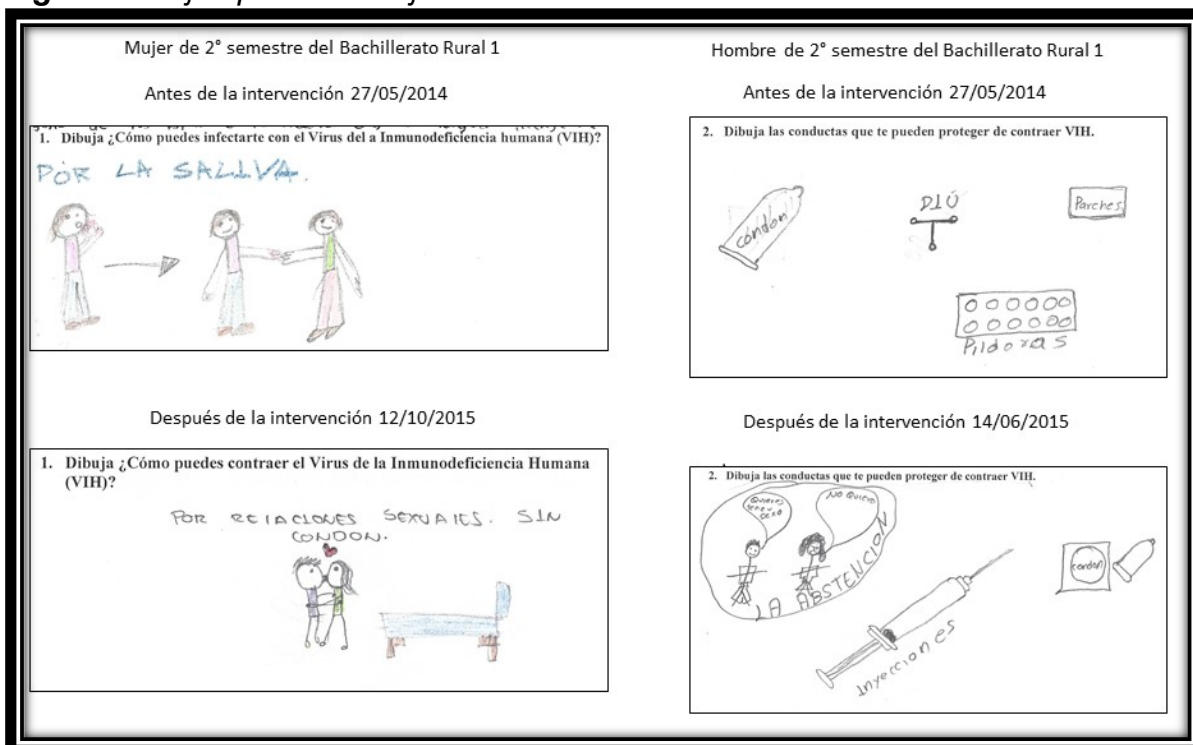 Mujer de 2° semestre del Bachillerato Rural 1
Antes de la intervención 27/05/2014
1. Dibuja ¿Cómo puedes infectarte con el Virus del a Inmunodeficiencia humana (VIH)?
POR LA SALIVA.
Después de la intervención 12/10/2015
1. Dibuja ¿Cómo puedes contraer el Virus de la Inmunodeficiencia Humana
(VIH)?
POR RELACIONES SEXUALES. SIN
CONDON.
Hombre de 2° semestre del Bachillerato Rural 1
Antes de la intervención 27/05/2014
2. Dibuja las conductas que te pueden proteger de contraer VIH.
cóndon
DIÚ
Parches
Pildoras
Después de la intervención 14/06/2015
2. Dibuja las conductas que te pueden proteger de contraer VIH.
Quieres
tener
sexo
No Quiero
LA ABSTENCION
condon
Inyecciones